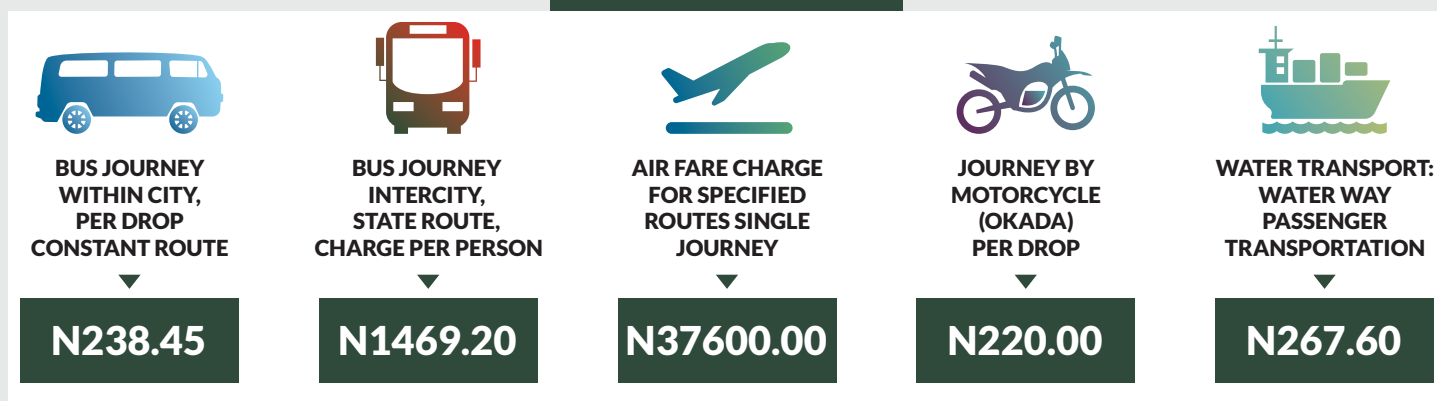 BUS JOURNEY
WITHIN CITY,
PER DROP
CONSTANT ROUTE
N238.45
BUS JOURNEY
INTERCITY,
STATE ROUTE,
CHARGE PER PERSON
N1469.20
AIR FARE CHARGE
FOR SPECIFIED
ROUTES SINGLE
JOURNEY
N37600.00
JOURNEY BY
MOTORCYCLE
(OKADA)
PER DROP
N220.00
WATER TRANSPORT:
WATER WAY
PASSENGER
TRANSPORTATION
N267.60